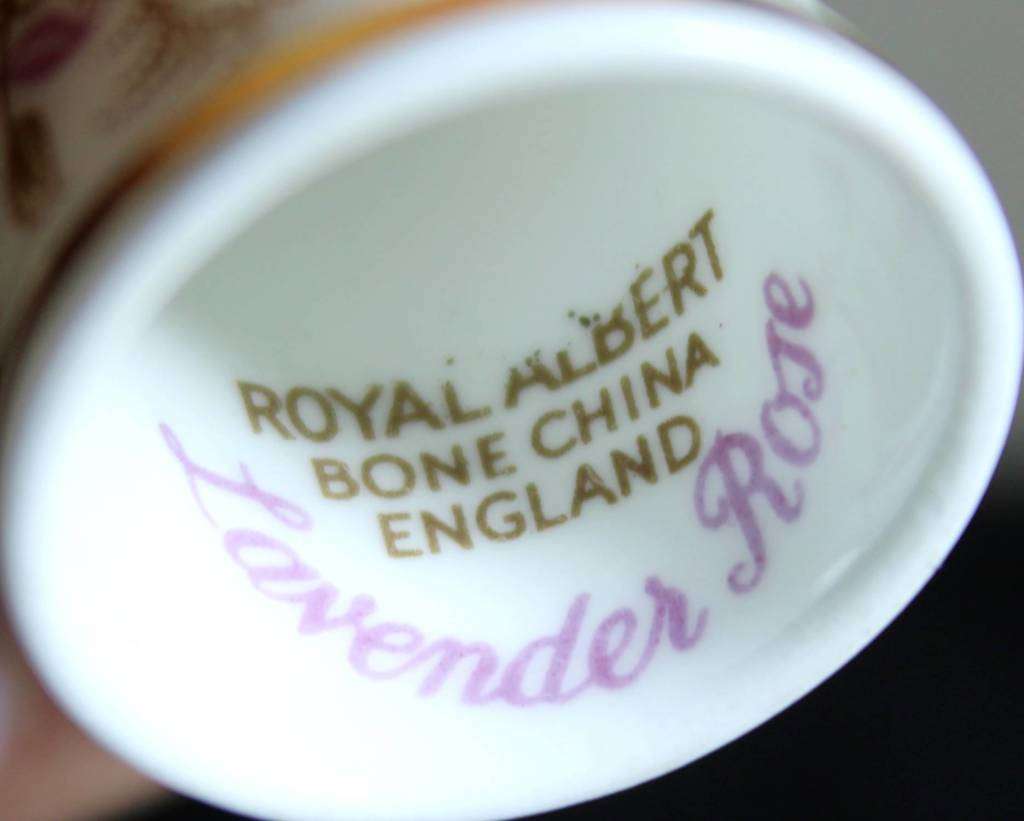 ROYAL ALBERT
BONE CHINA
ENGLAND
Lavender Rose